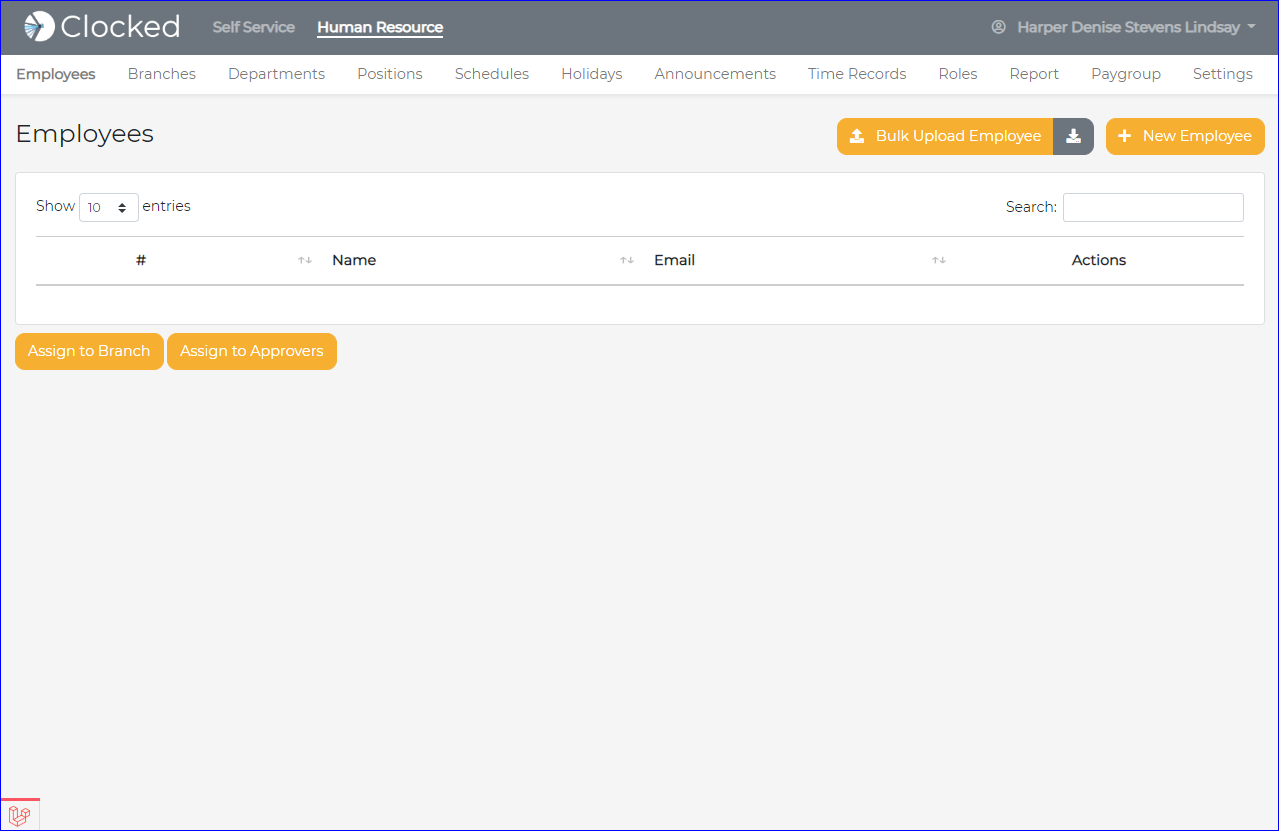 Clocked Self Service Human Resource Harper Denise Stevens Lindsay
Employees Branches Departments Positions Schedules Holidays Announcements Time Records Roles Report Paygroup Settings
Employees Bulk Upload Employee New Employee
Show 10 entries Search:
# Name Email Actions
Assign to Branch Assign to Approvers